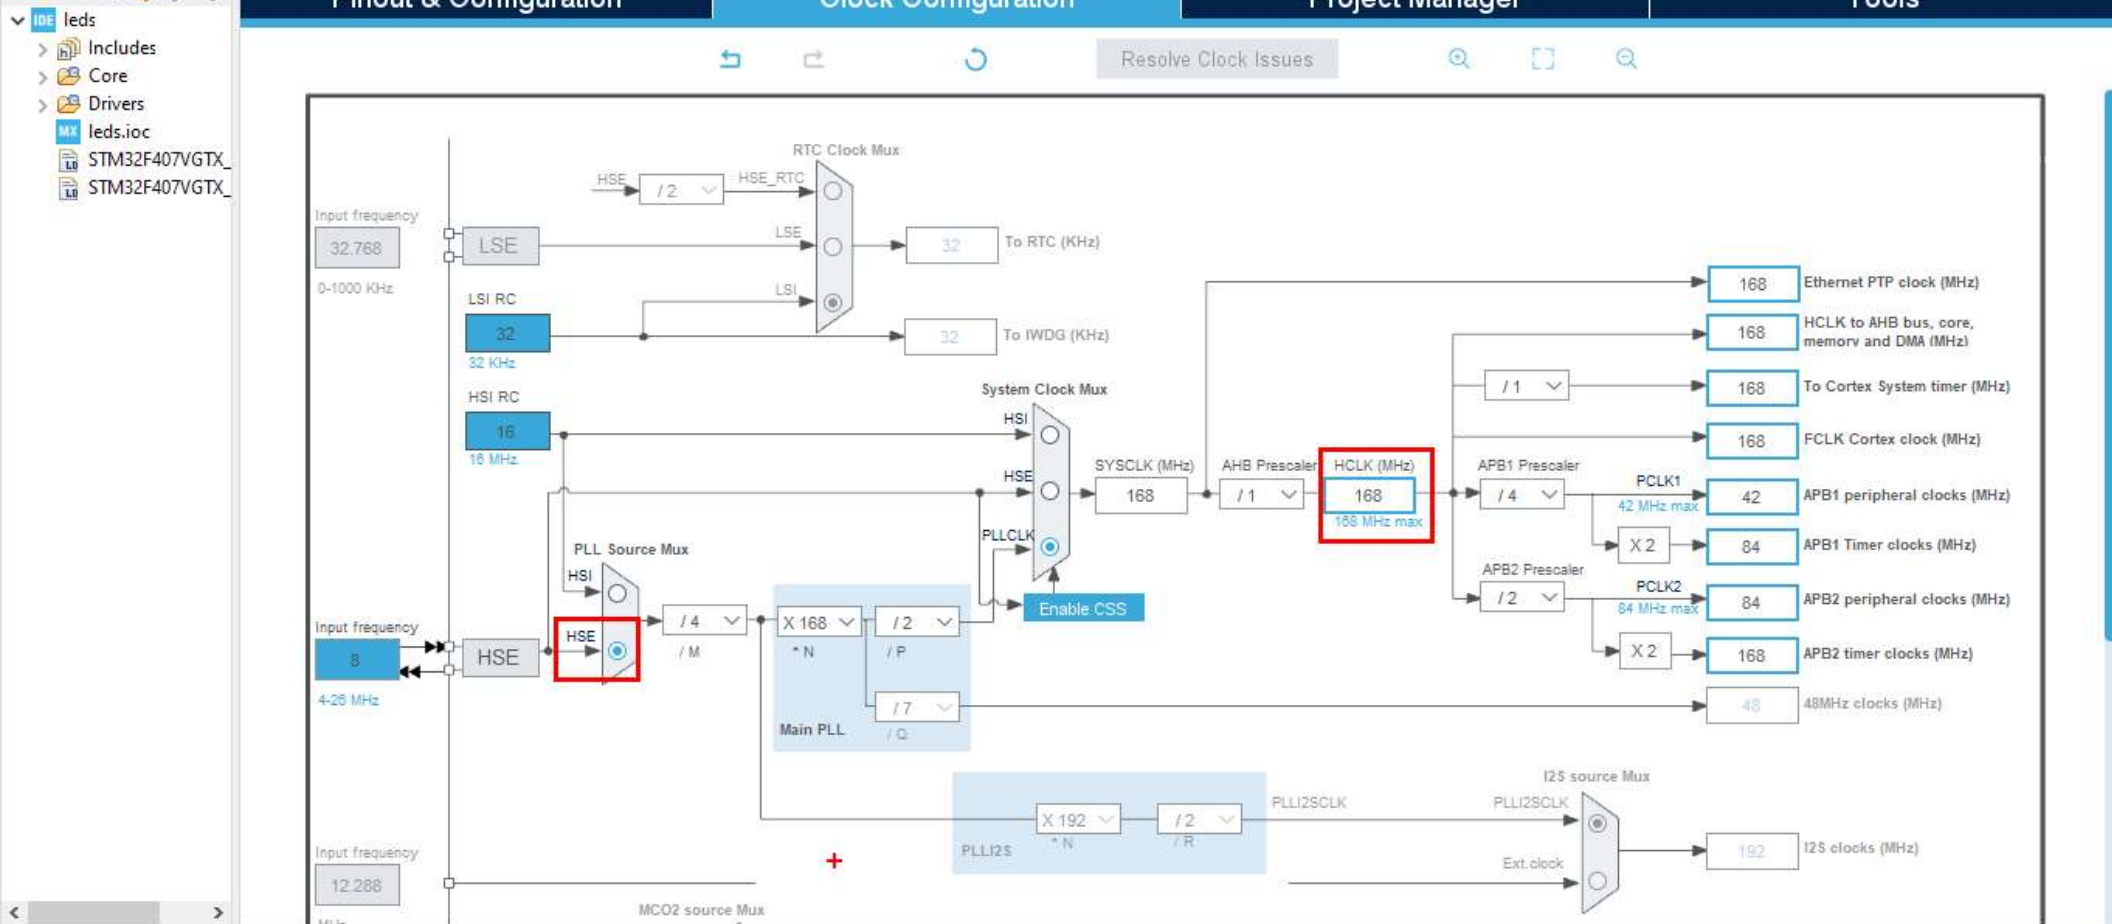 Pinout & Configuration
Clock Configuration
Project Manager
Tools
IDE leds
Includes
Core
Drivers
MX leds.ioc
STM32F407VGTX_
STM32F407VGTX_
Resolve Clock Issues
RTC Clock Mux
HSE
/ 2
HSE_RTC
Input frequency
32.768
0-1000 KHz
LSE
LSE
32
To RTC (KHz)
LSI RC
32
32 KHz
LSI
32
To IWDG (KHz)
HSI RC
16
16 MHz
System Clock Mux
HSI
HSE
PLLCLK
Enable CSS
SYSCLK (MHz)
168
AHB Prescaler
/ 1
HCLK (MHz)
168
168 MHz max
168
Ethernet PTP clock (MHz)
168
HCLK to AHB bus, core,
memory and DMA (MHz)
/ 1
168
To Cortex System timer (MHz)
168
FCLK Cortex clock (MHz)
APB1 Prescaler
/ 4
PCLK1
42 MHz max
42
APB1 peripheral clocks (MHz)
X 2
84
APB1 Timer clocks (MHz)
APB2 Prescaler
/ 2
PCLK2
84 MHz max
84
APB2 peripheral clocks (MHz)
X 2
168
APB2 timer clocks (MHz)
48
48MHz clocks (MHz)
PLL Source Mux
HSI
HSE
Input frequency
8
4-26 MHz
HSE
/ 4
/ M
X 168
* N
/ 2
/ P
/ 7
/ Q
Main PLL
PLLI2S
X 192
* N
/ 2
/ R
PLLI2SCLK
I2S source Mux
PLLI2SCLK
Ext.clock
192
I2S clocks (MHz)
Input frequency
12.288
MHz
MCO2 source Mux